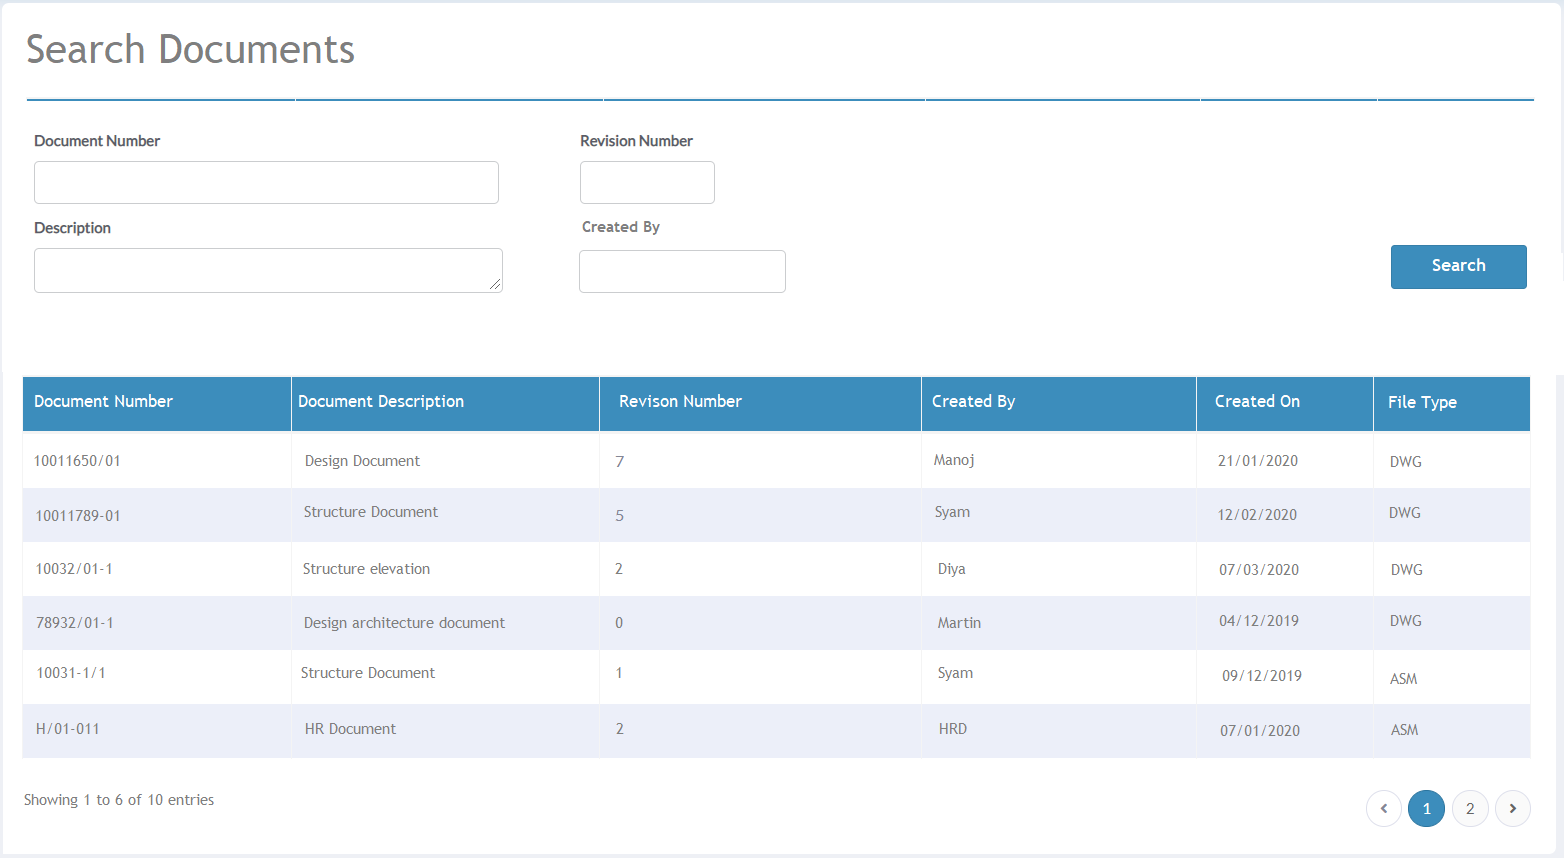 Search Documents
Document Number Revision Number
Description Created By
Search
Document Number Document Description Revison Number Created By Created On File Type
10011650/01 Design Document 7 Manoj 21/01/2020 DWG
10011789-01 Structure Document 5 Syam 12/02/2020 DWG
10032/01-1 Structure elevation 2 Diya 07/03/2020 DWG
78932/01-1 Design architecture document 0 Martin 04/12/2019 DWG
10031-1/1 Structure Document 1 Syam 09/12/2019 ASM
H/01-011 HR Document 2 HRD 07/01/2020 ASM
Showing 1 to 6 of 10 entries 1 2